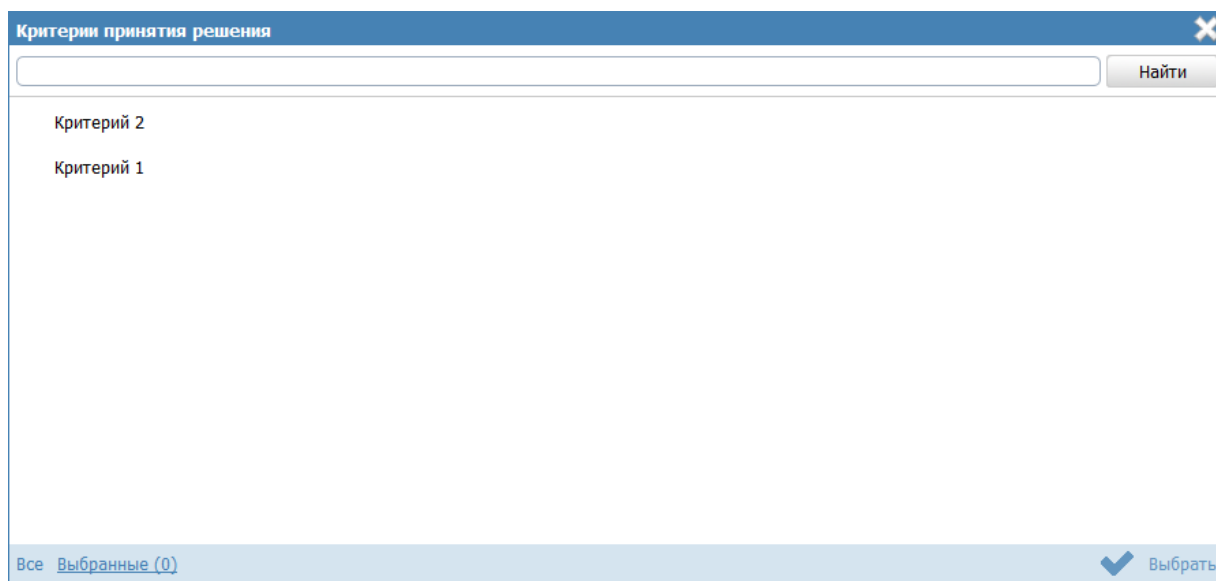 Критерии принятия решения
Найти
Критерий 2
Критерий 1
Все Выбранные (0) Выбрать